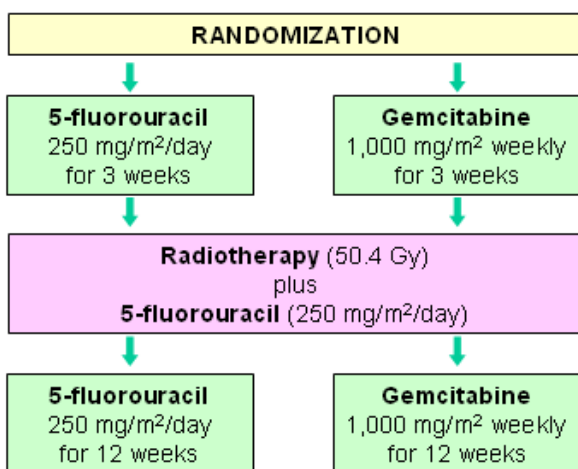 RANDOMIZATION
5-fluorouracil
250 mg/m²/day
for 3 weeks
Gemcitabine
1,000 mg/m² weekly
for 3 weeks
Radiotherapy (50.4 Gy)
plus
5-fluorouracil (250 mg/m²/day)
5-fluorouracil
250 mg/m²/day
for 12 weeks
Gemcitabine
1,000 mg/m² weekly
for 12 weeks